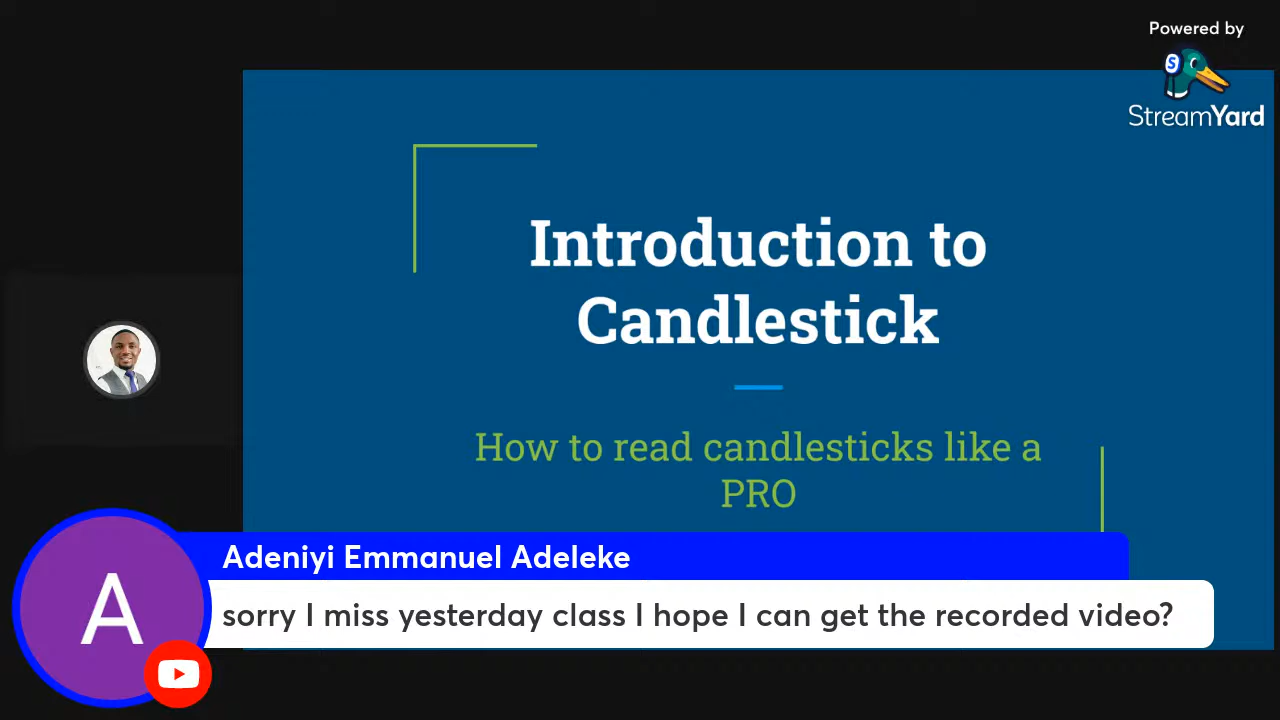 Powered by
S
StreamYard
Introduction to
Candlestick
How to read candlesticks like a
PRO
A
Adeniyi Emmanuel Adeleke
sorry I miss yesterday class I hope I can get the recorded video?